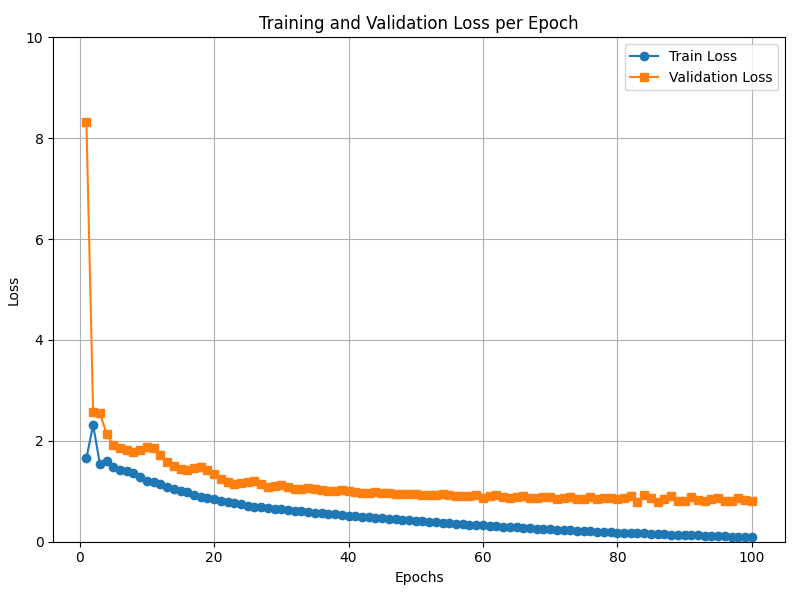 Training and Validation Loss per Epoch
Train Loss
Validation Loss
Loss
10
8
6
4
2
0
0 20 40 60 80 100
Epochs